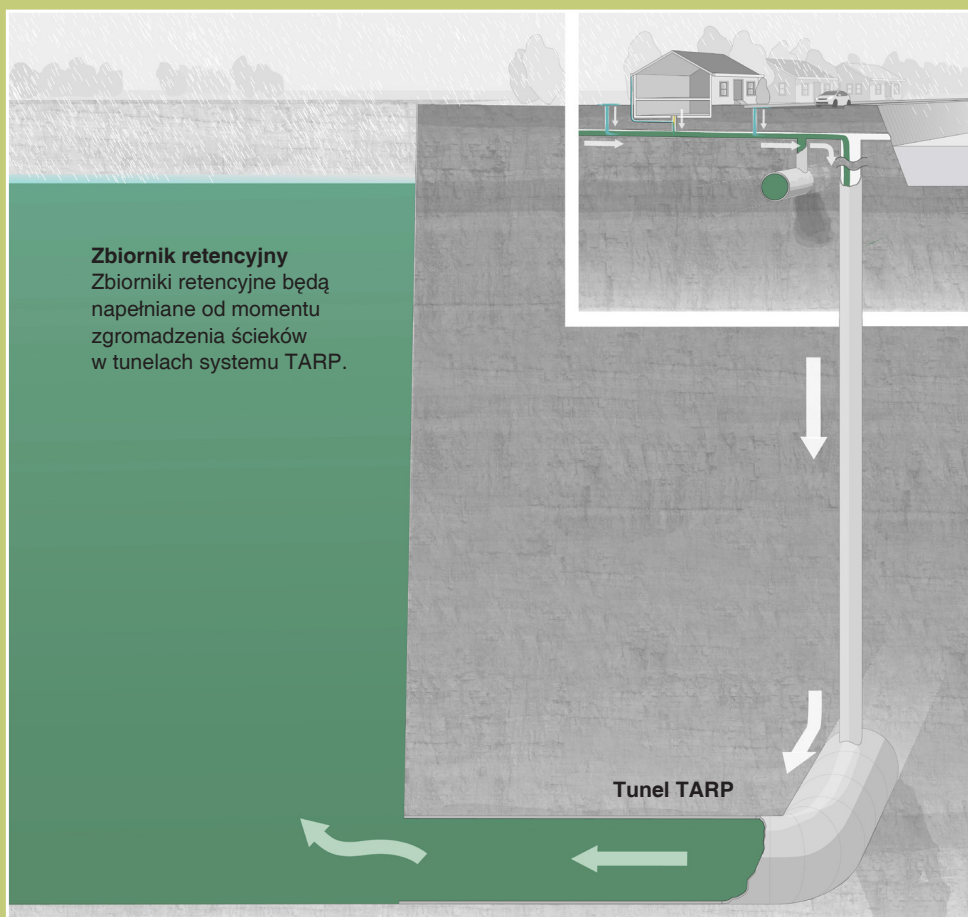 Zbiornik retencyjny
Zbiorniki retencyjne będą
napełniane od momentu
zgromadzenia ścieków
w tunelach systemu TARP.
Tunel TARP